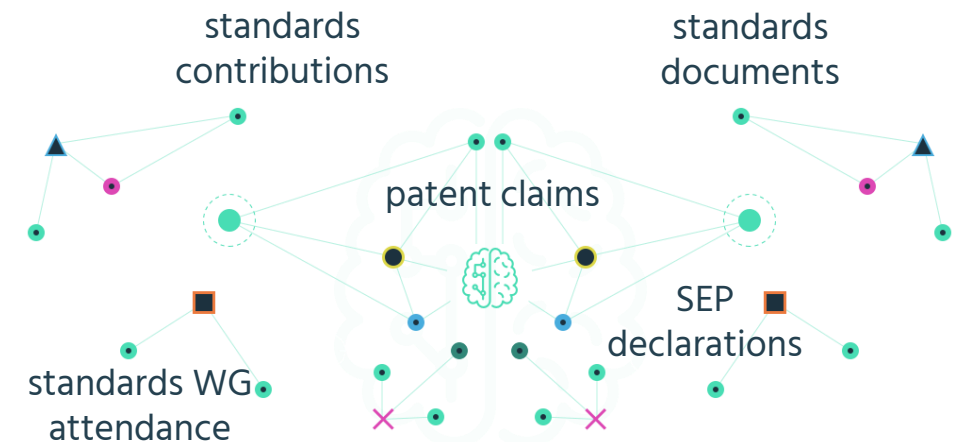 standards
contributions
standards
documents
patent claims
SEP
declarations
standards WG
attendance